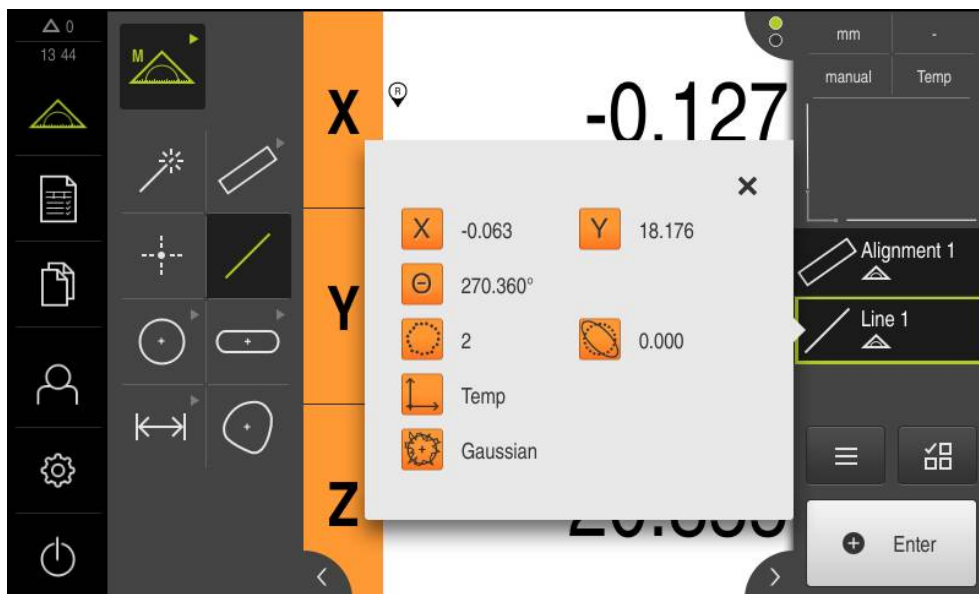 0
13 44
M
X
R
-0.127
mm
-
manual
Temp
X
-0.063
Y
18.176
Θ
270.360°
2
0.000
Temp
Gaussian
Y
Z
Alignment 1
Line 1
Enter